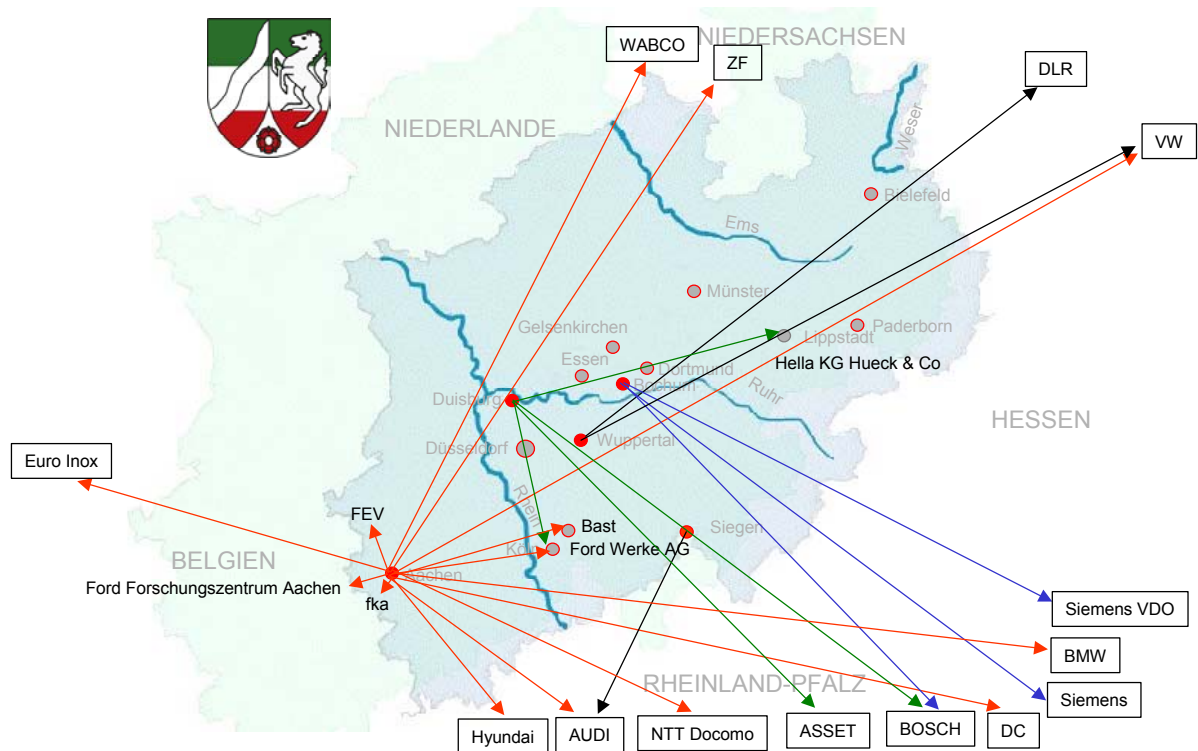 WABCO
NIEDERSACHSEN
ZF
DLR
NIEDERLANDE
Weser
VW
Bielefeld
Ems
Münster
Gelsenkirchen
Paderborn
Lippstadt
Essen
Dortmund
Hella KG Hueck & Co
Bochum
Duisburg
Ruhr
HESSEN
Düsseldorf
Wuppertal
Euro Inox
Rhein
FEV
Bast
Siegen
Köln
Ford Werke AG
BELGIEN
Aachen
Ford Forschungszentrum Aachen
fka
Siemens VDO
BMW
RHEINLAND-PFALZ
Siemens
Hyundai
AUDI
NTT Docomo
ASSET
BOSCH
DC